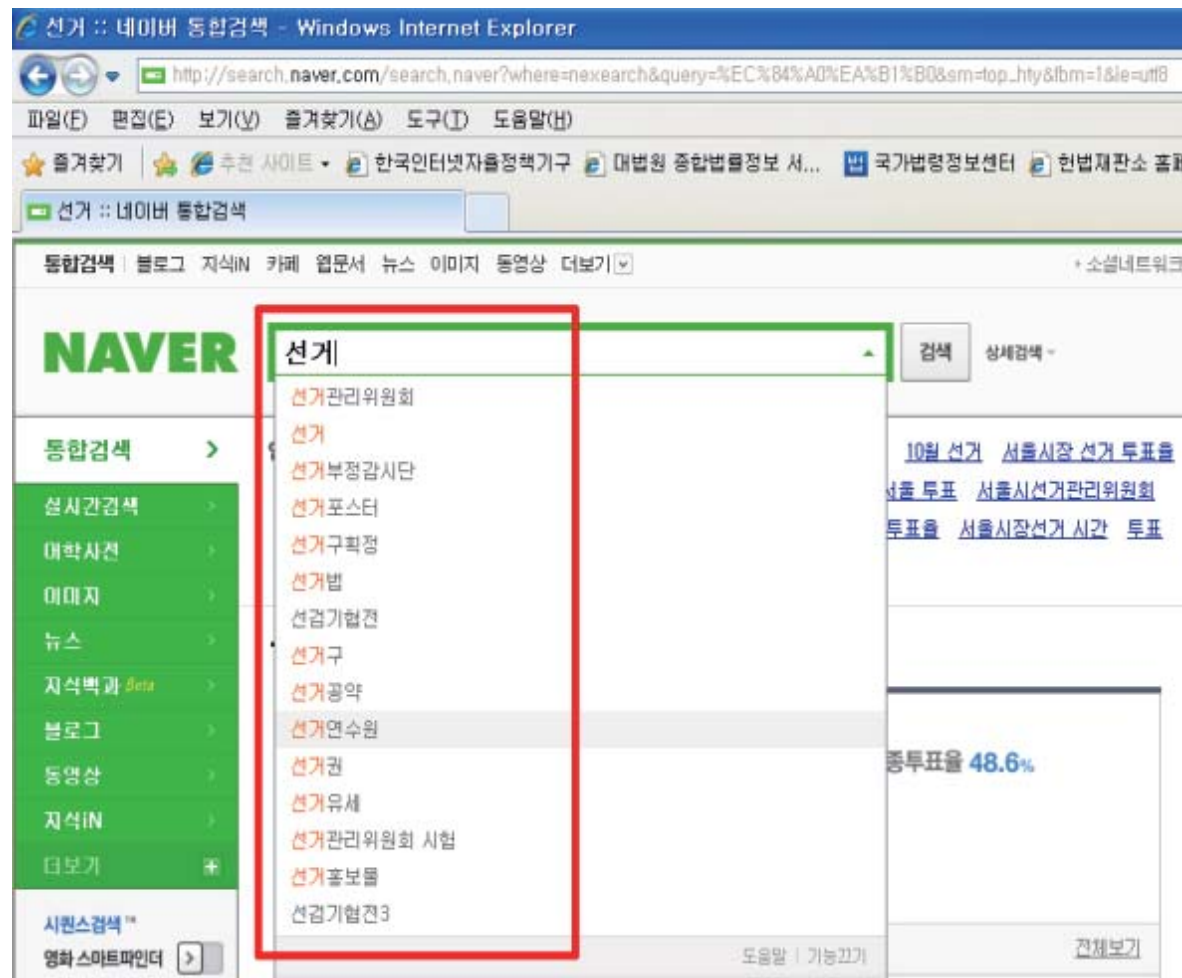 선거 :: 네이버 통합검색 - Windows Internet Explorer
http://search.naver.com/search.naver?where=nexearch&query=%EC%84%A0%EA%B1%B0&sm=top_hty&fbm=1&ie=utf8
파일(F) 편집(E) 보기(V) 즐겨찾기(A) 도구(T) 도움말(H)
즐겨찾기 추천 사이트 한국인터넷자율정책기구 대법원 종합법률정보 서... 국가법령정보센터 헌법재판소 홈페
선거 :: 네이버 통합검색
통합검색 블로그 지식iN 카페 웹문서 뉴스 이미지 동영상 더보기 소셜네트워크
NAVER 선거 검색 상세검색
선거관리위원회
선거
선거부정감시단
선거포스터
선거구획정
선거법
선검기협전
선거구
선거공약
선거연수원
선거권
선거유세
선거관리위원회 시험
선거홍보물
선검기협전3
도움말 | 기능끄기
통합검색
실시간검색
어학사전
이미지
뉴스
지식백과 Beta
블로그
동영상
지식iN
더보기
시퀀스검색™
영화 스마트파인더
10월 선거 서울시장 선거 투표율
서울 투표 서울시선거관리위원회
투표율 서울시장선거 시간 투표
종투표율 48.6%
전체보기